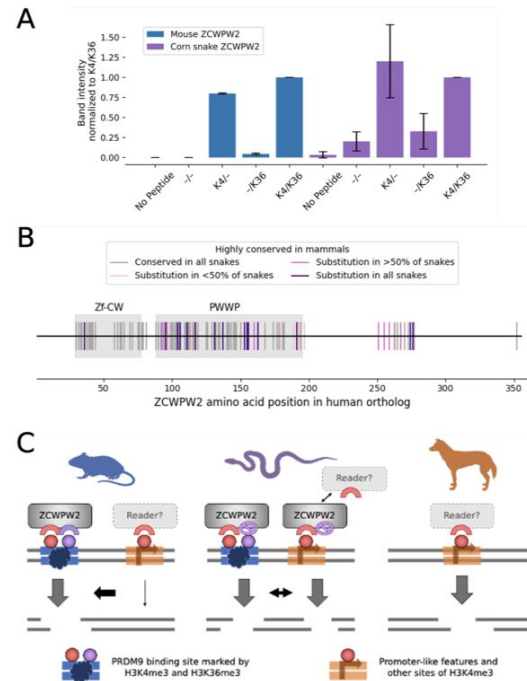 A
Mouse ZCWPW2
Corn snake ZCWPW2
Band intensity
normalized to K4/K36
1.50
1.25
1.00
0.75
0.50
0.25
0.00
No Peptide
-/-
K4/-
-/K36
K4/K36
No Peptide
-/-
K4/-
-/K36
K4/K36
B
Highly conserved in mammals
Conserved in all snakes
Substitution in >50% of snakes
Substitution in <50% of snakes
Substitution in all snakes
Zf-CW
PWWP
50 100 150 200 250 300 350
ZCWPW2 amino acid position in human ortholog
C
Reader?
ZCWPW2
Reader?
ZCWPW2
ZCWPW2
Reader?
PRDM9 binding site marked by
H3K4me3 and H3K36me3
Promoter-like features and
other sites of H3K4me3